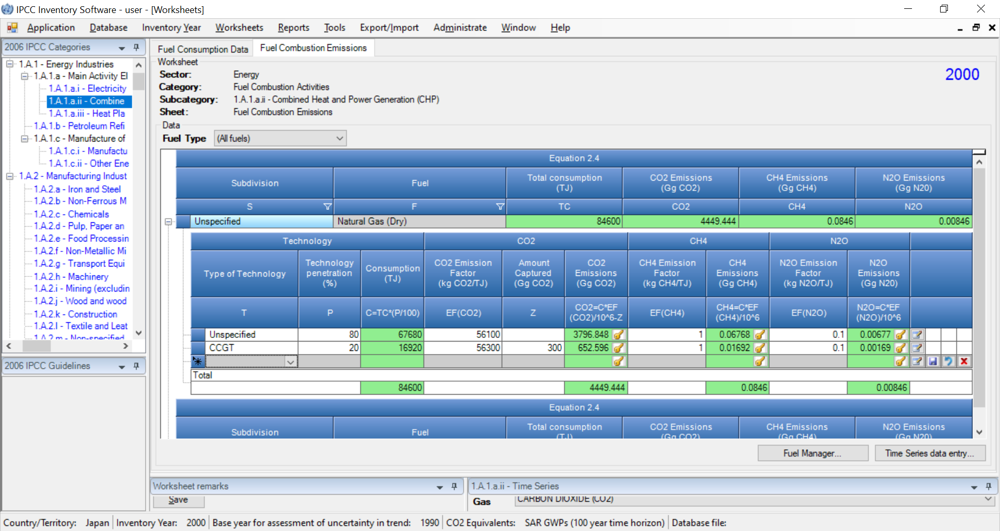 IPCC Inventory Software - user - [Worksheets]
Application Database Inventory Year Worksheets Reports Tools Export/Import Administrate Window Help
2006 IPCC Categories
1.A.1 - Energy Industries
1.A.1.a - Main Activity El
1.A.1.a.i - Electricity
1.A.1.a.ii - Combine
1.A.1.a.iii - Heat Pla
1.A.1.b - Petroleum Refi
1.A.1.c - Manufacture of
1.A.1.c.i - Manufactu
1.A.1.c.ii - Other Ene
1.A.2 - Manufacturing Indust
1.A.2.a - Iron and Steel
1.A.2.b - Non-Ferrous M
1.A.2.c - Chemicals
1.A.2.d - Pulp, Paper an
1.A.2.e - Food Processin
1.A.2.f - Non-Metallic Mi
1.A.2.g - Transport Equi
1.A.2.h - Machinery
1.A.2.i - Mining (excludin
1.A.2.j - Wood and wood
1.A.2.k - Construction
1.A.2.l - Textile and Leat
1.A.2.m - Non-specified
2006 IPCC Guidelines
Fuel Consumption Data Fuel Combustion Emissions
Worksheet
Sector: Energy
Category: Fuel Combustion Activities
Subcategory: 1.A.1.a.ii - Combined Heat and Power Generation (CHP)
Sheet: Fuel Combustion Emissions
2000
Data
Fuel Type (All fuels)
Equation 2.4
Subdivision Fuel Total consumption (TJ) CO2 Emissions (Gg CO2) CH4 Emissions (Gg CH4) N2O Emissions (Gg N20)
S F TC CO2 CH4 N2O
Unspecified Natural Gas (Dry) 84600 4449.444 0.0846 0.00846
Technology CO2 CH4 N2O
Type of Technology Technology penetration (%) Consumption (TJ) CO2 Emission Factor (kg CO2/TJ) Amount Captured (Gg CO2) CO2 Emissions (Gg CO2) CH4 Emission Factor (kg CH4/TJ) CH4 Emissions (Gg CH4) N2O Emission Factor (kg N2O/TJ) N2O Emissions (Gg N20)
T P C=TC*(P/100) EF(CO2) Z CO2=C*EF (CO2)/10^6-Z EF(CH4) CH4=C*EF (CH4)/10^6 EF(N2O) N2O=C*EF (N2O)/10^6
Unspecified 80 67680 56100 3796.848 1 0.06768 0.1 0.00677
CCGT 20 16920 56300 300 652.596 1 0.01692 0.1 0.00169
Total
84600 4449.444 0.0846 0.00846
Equation 2.4
Subdivision Fuel Total consumption (TJ) CO2 Emissions (Gg CO2) CH4 Emissions (Gg CH4) N2O Emissions (Gg N20)
Fuel Manager... Time Series data entry...
Worksheet remarks
Save
1.A.1.a.ii - Time Series
Gas CARBON DIOXIDE (CO2)
Country/Territory: Japan Inventory Year: 2000 Base year for assessment of uncertainty in trend: 1990 CO2 Equivalents: SAR GWPs (100 year time horizon) Database file: